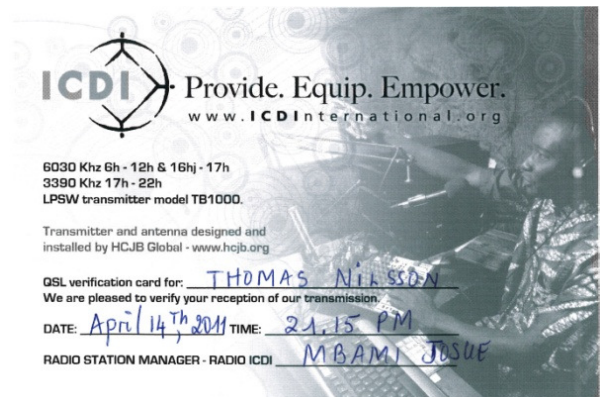 ICDI
Provide. Equip. Empower.
www.ICDInternational.org
6030 Khz 6h - 12h & 16hj - 17h
3390 Khz 17h - 22h
LPSW transmitter model TB1000.
Transmitter and antenna designed and
installed by HCJB Global - www.hcjb.org
QSL verification card for: THOMAS NiLSSON
We are pleased to verify your reception of our transmission.
DATE: April 14Th, 2011 TIME: 21.15 PM
RADIO STATION MANAGER - RADIO ICDI MBAMI JOSUE